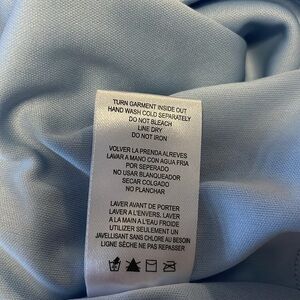 TURN GARMENT INSIDE OUT
HAND WASH COLD SEPARATELY
DO NOT BLEACH
LINE DRY
DO NOT IRON
VOLVER LA PRENDA ALREVES
LAVAR A MANO CON AGUA FRIA
POR SEPERADO
NO USAR BLANQUEADOR
SECAR COLGADO
NO PLANCHAR
LAVER AVANT DE PORTER
LAVER A L'ENVERS. LAVER
A LA MAIN A L'EAU FROIDE
UTILIZER SEULEMENT UN
JAVELLISANT SANS CHLORE AU BESOIN
LIGNE SÈCHE NE PAS REPASSER